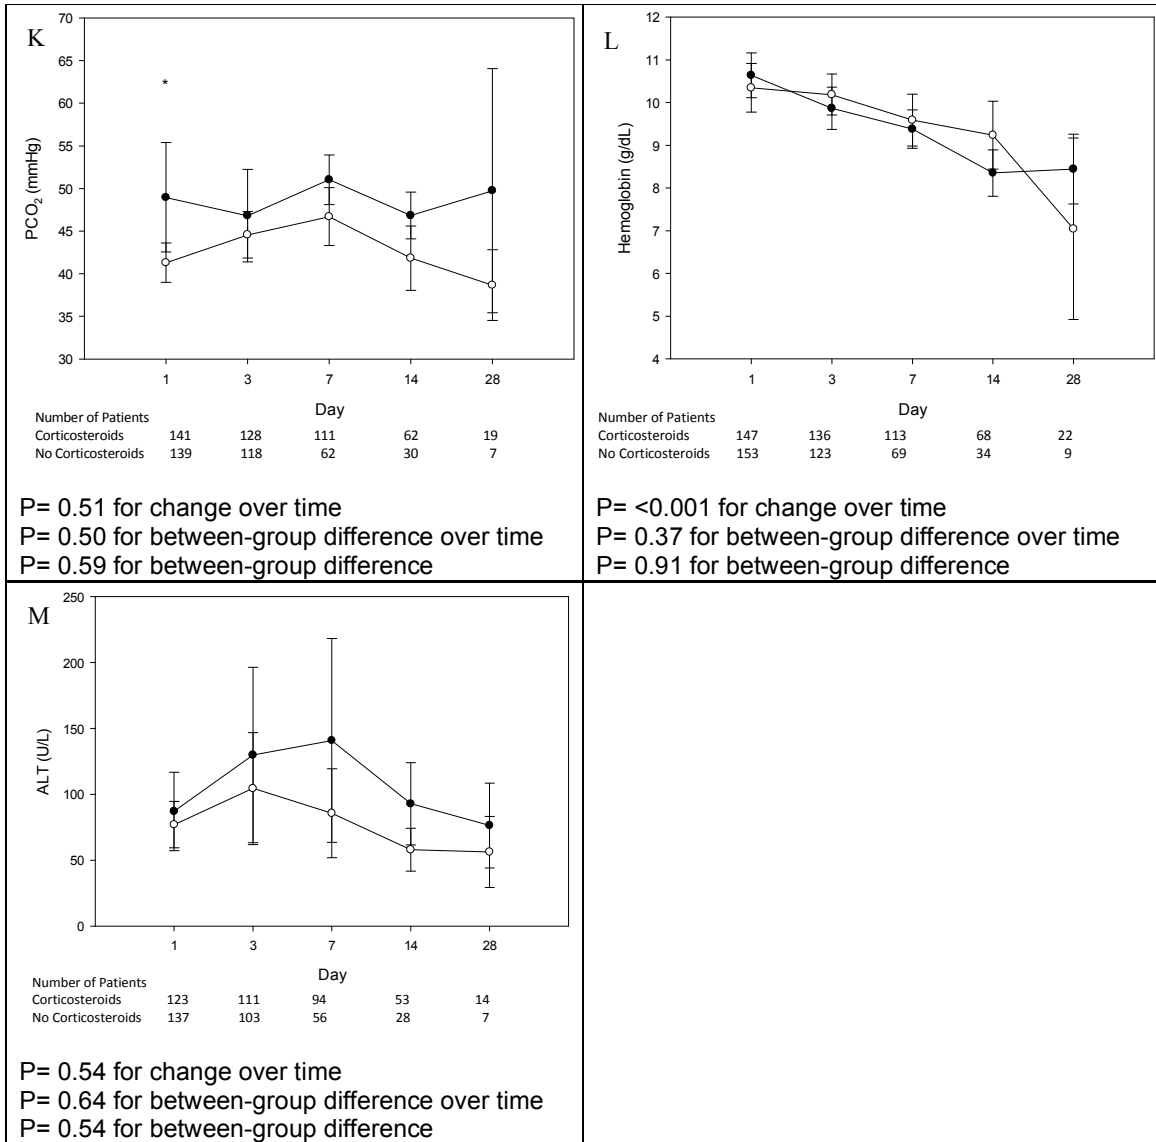 K
70
65
60
55
50
45
40
35
30
PCO2 (mmHg)
*
1 3 7 14 28
Day
Number of Patients
Corticosteroids 141 128 111 62 19
No Corticosteroids 139 118 62 30 7
P= 0.51 for change over time
P= 0.50 for between-group difference over time
P= 0.59 for between-group difference
L
12
11
10
9
8
7
6
5
4
Hemoglobin (g/dL)
1 3 7 14 28
Day
Number of Patients
Corticosteroids 147 136 113 68 22
No Corticosteroids 153 123 69 34 9
P= <0.001 for change over time
P= 0.37 for between-group difference over time
P= 0.91 for between-group difference
M
250
200
150
100
50
0
ALT (U/L)
1 3 7 14 28
Day
Number of Patients
Corticosteroids 123 111 94 53 14
No Corticosteroids 137 103 56 28 7
P= 0.54 for change over time
P= 0.64 for between-group difference over time
P= 0.54 for between-group difference